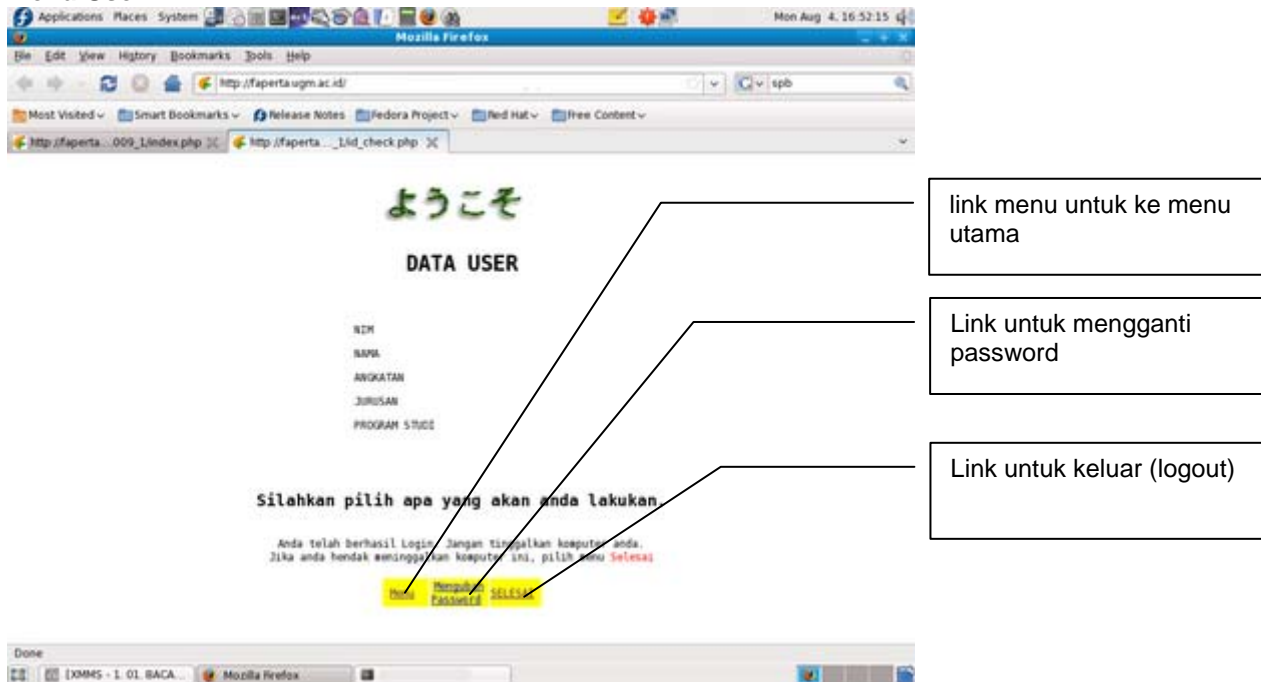 Applications Places System
Mon Aug 4, 16:52:15
Mozilla Firefox
File Edit View History Bookmarks Tools Help
http://faperta.ugm.ac.id/
spb
Most Visited Smart Bookmarks Release Notes Fedora Project Red Hat Free Content
http://faperta...009_1/index.php http://faperta..._1/id_check.php
ようこそ
link menu untuk ke menu
utama
DATA USER
Link untuk mengganti
password
NIM
NAMA
ANGKATAN
JURUSAN
PROGRAM STUDI
Link untuk keluar (logout)
Silahkan pilih apa yang akan anda lakukan.
Anda telah berhasil Login, Jangan tinggalkan komputer anda.
Jika anda hendak meninggalkan komputer ini, pilih menu Selesai
Menu Mengubah Password SELESAI
Done
[XMMS - 1. 01. BACA... Mozilla Firefox